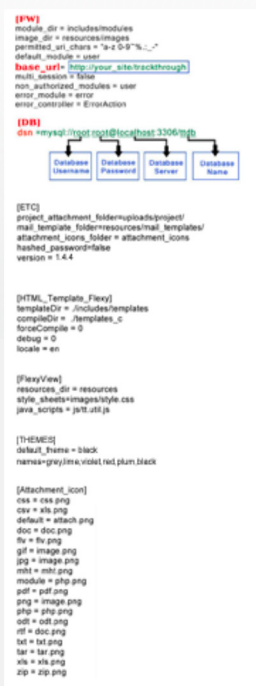 [FW]
module_dir = includes/modules
image_dir = resources/images
permitted_uri_chars = "a-z 0-9~%.:_-"
default_module = user
base_url= http://your_site/trackthrough
multi_session = false
non_authorized_modules = user
error_module = error
error_controller = ErrorAction
[DB]
dsn =mysql://root:root@localhost:3306/ttdb
Database Username
Database Password
Database Server
Database Name
[ETC]
project_attachment_folder=uploads/project/
mail_template_folder=resources/mail_templates/
attachment_icons_folder = attachment_icons
hashed_password=false
version = 1.4.4
[HTML_Template_Flexy]
templateDir = ./includes/templates
compileDir = ./templates_c
forceCompile = 0
debug = 0
locale = en
[FlexyView]
resources_dir = resources
style_sheets=images/style.css
java_scripts = js/tt.util.js
[THEMES]
default_theme = black
names=grey,lime,violet,red,plum,black
[Attachment_icon]
css = css.png
csv = xls.png
default = attach.png
doc = doc.png
flv = flv.png
gif = image.png
jpg = image.png
mht = mht.png
module = php.png
pdf = pdf.png
png = image.png
php = php.png
odt = odt.png
rtf = doc.png
txt = txt.png
tar = tar.png
xls = xls.png
zip = zip.png